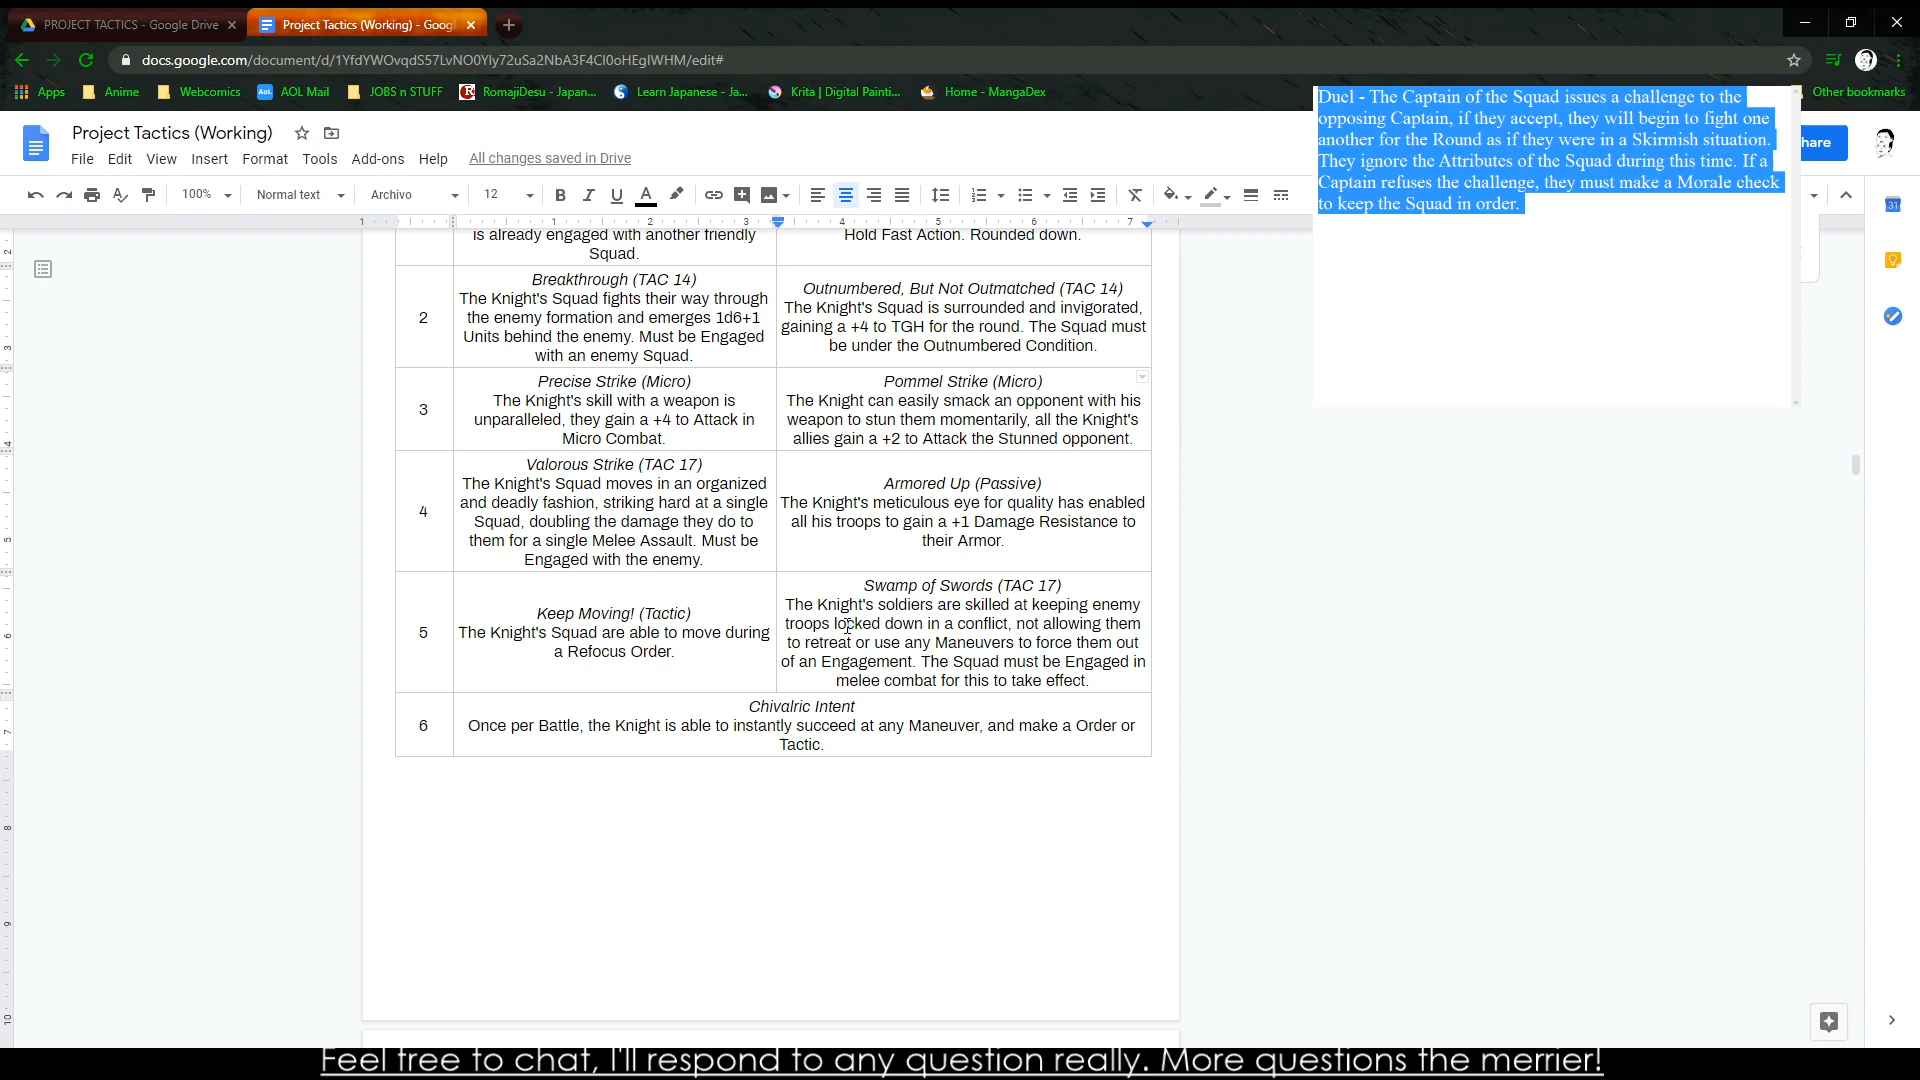 PROJECT TACTICS - Google Drive
Project Tactics (Working) - Goog
docs.google.com/document/d/1YfdYWOvqdS57LvNO0Yly72uSa2NbA3F4Cl0oHEglWHM/edit#
Apps Anime Webcomics AOL Mail JOBS n STUFF RomajiDesu - Japan... Learn Japanese - Ja... Krita | Digital Painti... Home - MangaDex Other bookmarks
Project Tactics (Working)
File Edit View Insert Format Tools Add-ons Help All changes saved in Drive
hare
100% Normal text Archivo 12
Duel - The Captain of the Squad issues a challenge to the
opposing Captain, if they accept, they will begin to fight one
another for the Round as if they were in a Skirmish situation.
They ignore the Attributes of the Squad during this time. If a
Captain refuses the challenge, they must make a Morale check
to keep the Squad in order.
1 1 2 3 4 5 6 7
2 3 4 5 6 7 8 9 10
31
is already engaged with another friendly
Squad.
Hold Fast Action. Rounded down.
2
Breakthrough (TAC 14)
The Knight's Squad fights their way through
the enemy formation and emerges 1d6+1
Units behind the enemy. Must be Engaged
with an enemy Squad.
Outnumbered, But Not Outmatched (TAC 14)
The Knight's Squad is surrounded and invigorated,
gaining a +4 to TGH for the round. The Squad must
be under the Outnumbered Condition.
3
Precise Strike (Micro)
The Knight's skill with a weapon is
unparalleled, they gain a +4 to Attack in
Micro Combat.
Pommel Strike (Micro)
The Knight can easily smack an opponent with his
weapon to stun them momentarily, all the Knight's
allies gain a +2 to Attack the Stunned opponent.
4
Valorous Strike (TAC 17)
The Knight's Squad moves in an organized
and deadly fashion, striking hard at a single
Squad, doubling the damage they do to
them for a single Melee Assault. Must be
Engaged with the enemy.
Armored Up (Passive)
The Knight's meticulous eye for quality has enabled
all his troops to gain a +1 Damage Resistance to
their Armor.
5
Keep Moving! (Tactic)
The Knight's Squad are able to move during
a Refocus Order.
Swamp of Swords (TAC 17)
The Knight's soldiers are skilled at keeping enemy
troops locked down in a conflict, not allowing them
to retreat or use any Maneuvers to force them out
of an Engagement. The Squad must be Engaged in
melee combat for this to take effect.
6
Chivalric Intent
Once per Battle, the Knight is able to instantly succeed at any Maneuver, and make a Order or
Tactic.
Feel free to chat, I'll respond to any question really. More questions the merrier!